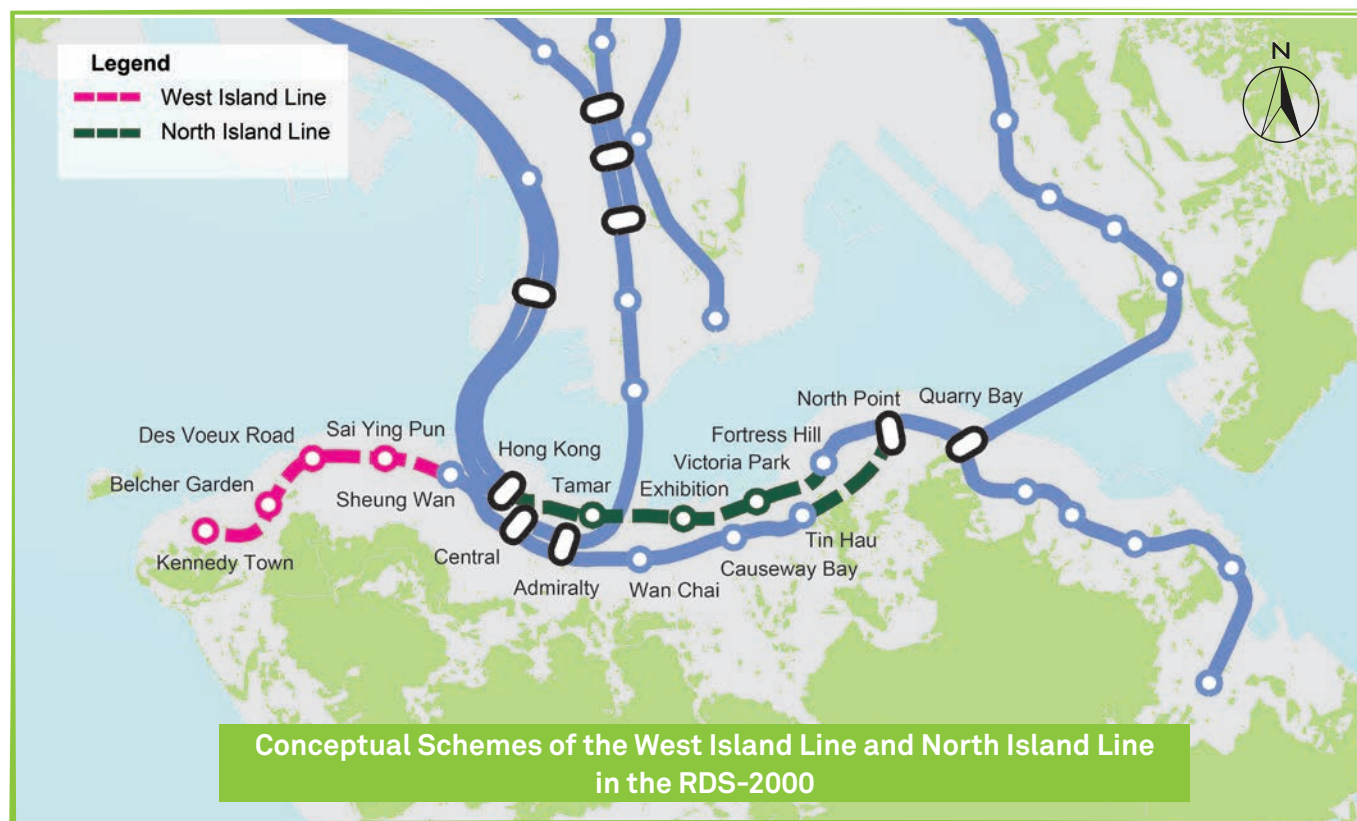 Legend
West Island Line
North Island Line
N
North Point
Quarry Bay
Fortress Hill
Des Voeux Road
Sai Ying Pun
Hong Kong
Victoria Park
Belcher Garden
Sheung Wan
Tamar
Exhibition
Kennedy Town
Central
Tin Hau
Admiralty
Wan Chai
Causeway Bay
Conceptual Schemes of the West Island Line and North Island Line
in the RDS-2000